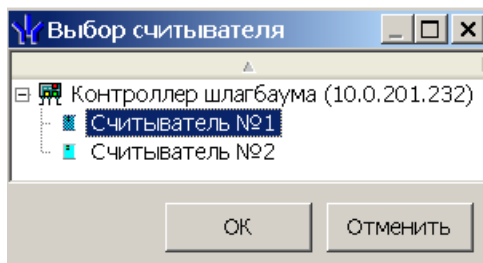 Выбор считывателя
Контроллер шлагбаума (10.0.201.232)
Считыватель №1
Считыватель №2
ОК
Отменить